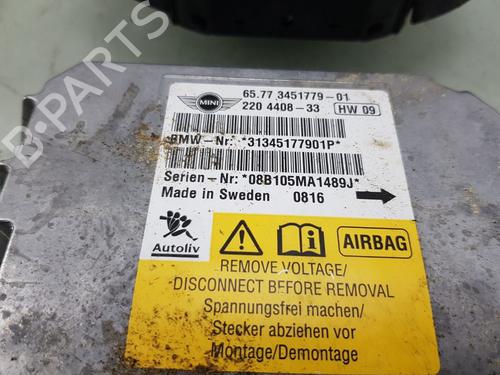 B-PARTS
MINI
65.77 3451779-01
220 4408-33 HW 09
BMW-Nr: *31345177901P*
Serien-Nr: *08B105MA1489J*
Made in Sweden 0816
Autoliv
AIRBAG
REMOVE VOLTAGE/
DISCONNECT BEFORE REMOVAL
Spannungsfrei machen/
Stecker abziehen vor
Montage/Demontage